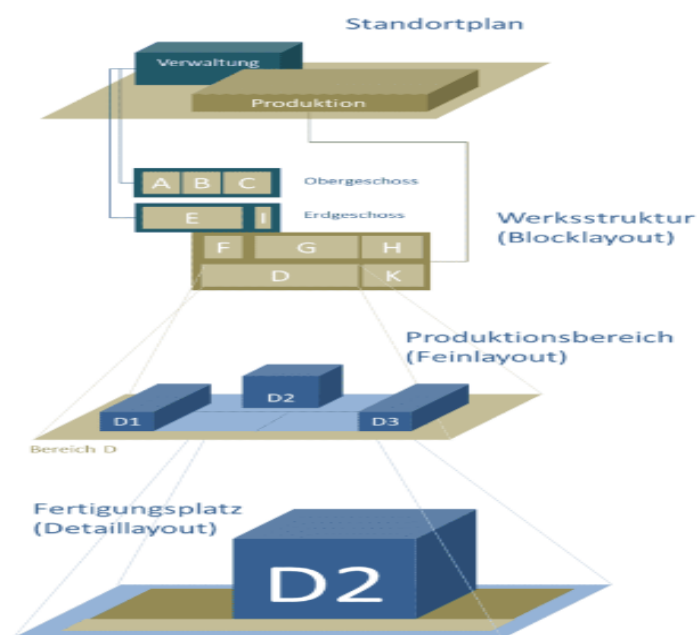 Standortplan
Verwaltung
Produktion
A B C Obergeschoss
E I Erdgeschoss
Werksstruktur
(Blocklayout)
F G H
D K
Produktionsbereich
(Feinlayout)
D2
D1 D3
Bereich D
Fertigungsplatz
(Detaillayout)
D2